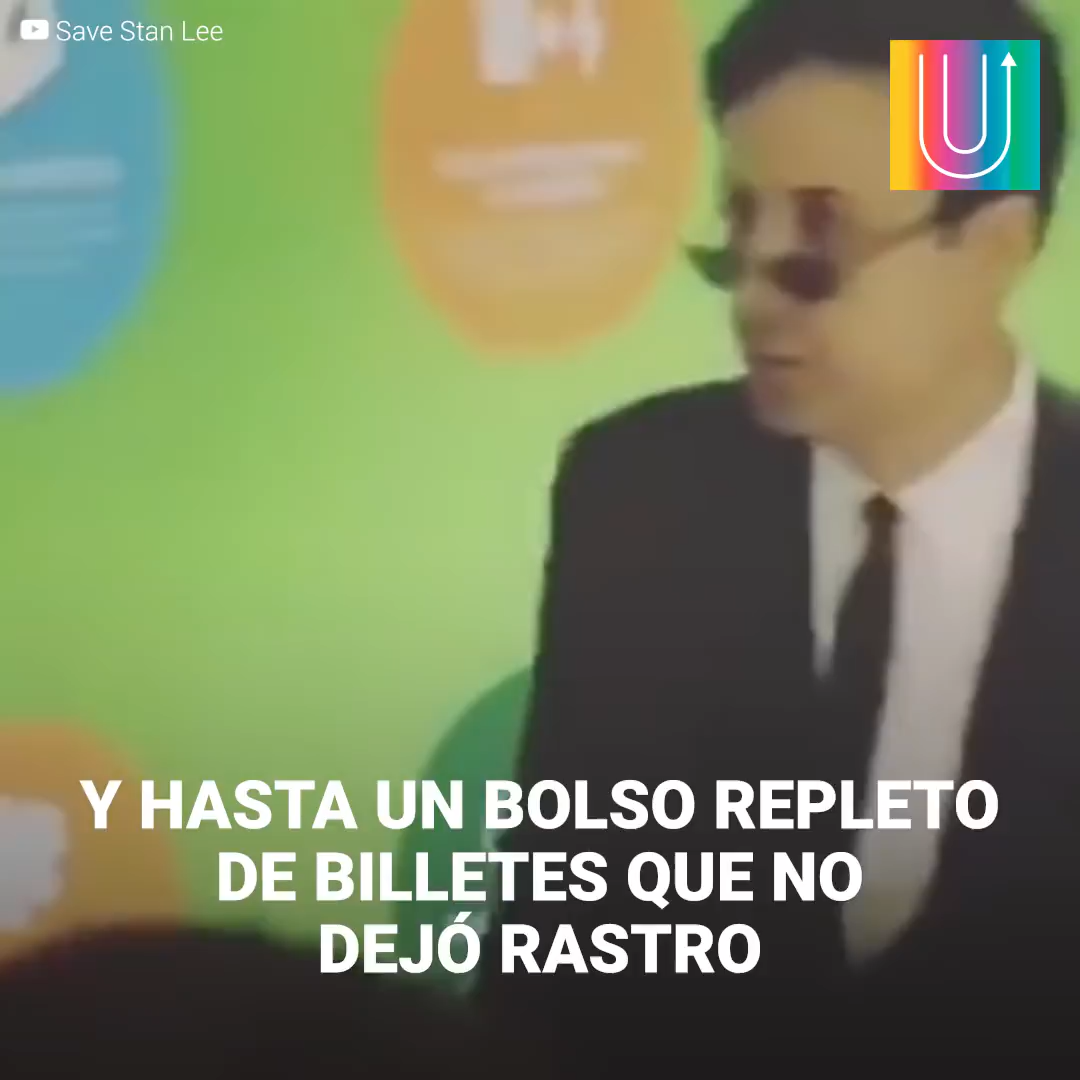 Save Stan Lee
U
Y HASTA UN BOLSO REPLETO
DE BILLETES QUE NO
DEJÓ RASTRO